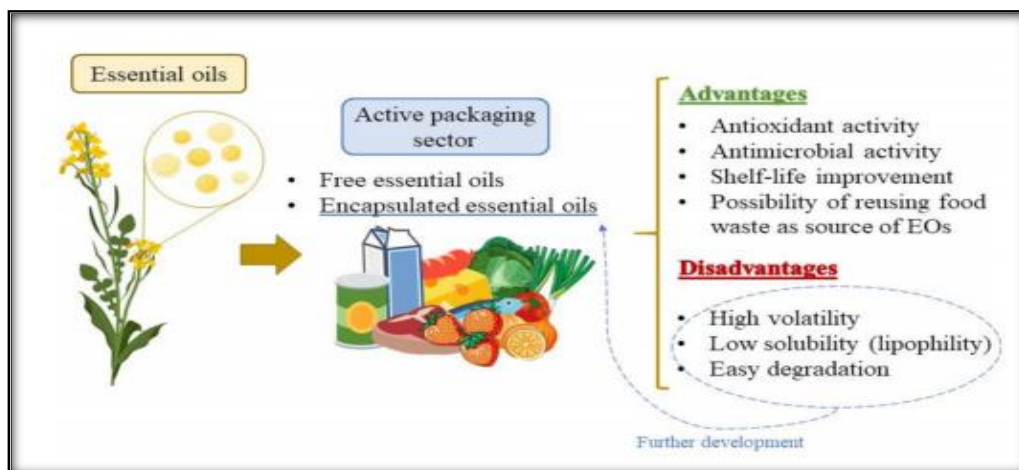 Essential oils
Active packaging
sector
• Free essential oils
• Encapsulated essential oils
Advantages
• Antioxidant activity
• Antimicrobial activity
• Shelf-life improvement
• Possibility of reusing food
waste as source of EOs
Disadvantages
• High volatility
• Low solubility (lipophility)
• Easy degradation
Further development